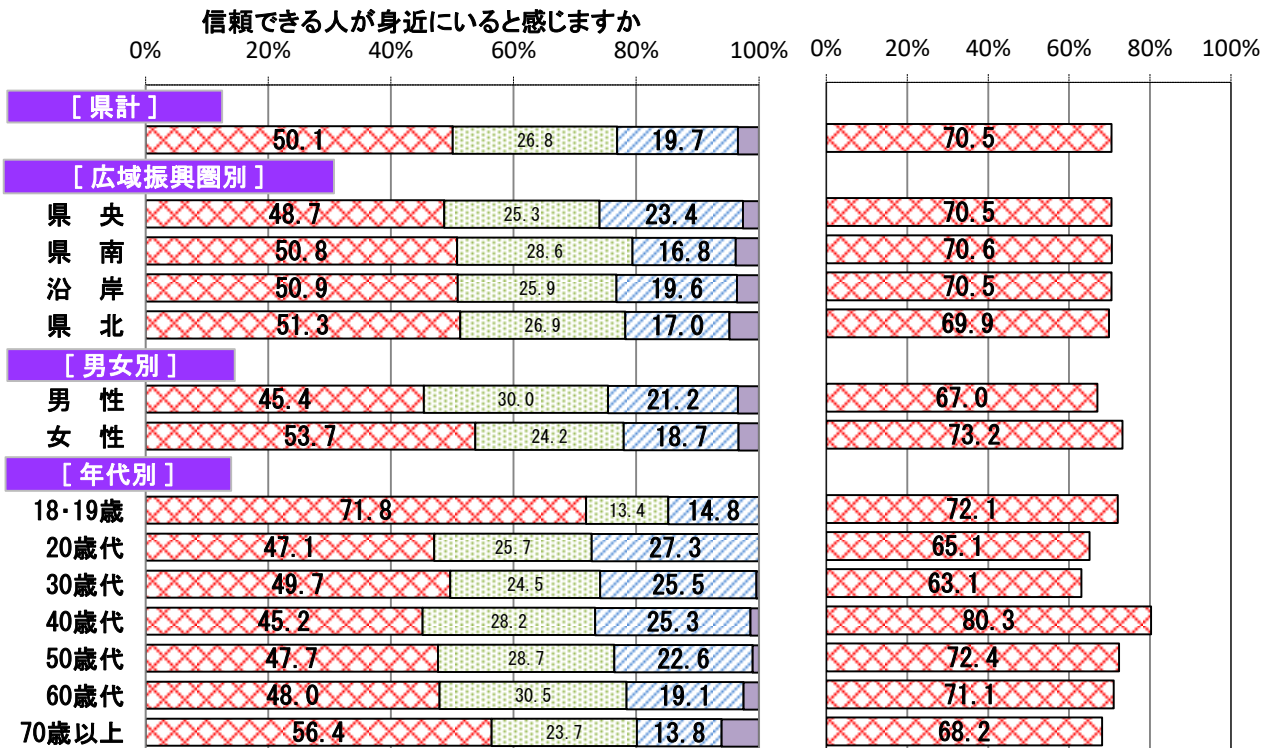 信頼できる人が身近にいると感じますか
0% 20% 40% 60% 80% 100% 0% 20% 40% 60% 80% 100%
[ 県計 ]
50.1 26.8 19.7 70.5
[ 広域振興圏別 ]
県　央 48.7 25.3 23.4 70.5
県　南 50.8 28.6 16.8 70.6
沿　岸 50.9 25.9 19.6 70.5
県　北 51.3 26.9 17.0 69.9
[ 男女別 ]
男　性 45.4 30.0 21.2 67.0
女　性 53.7 24.2 18.7 73.2
[ 年代別 ]
18･19歳 71.8 13.4 14.8 72.1
20歳代 47.1 25.7 27.3 65.1
30歳代 49.7 24.5 25.5 63.1
40歳代 45.2 28.2 25.3 80.3
50歳代 47.7 28.7 22.6 72.4
60歳代 48.0 30.5 19.1 71.1
70歳以上 56.4 23.7 13.8 68.2